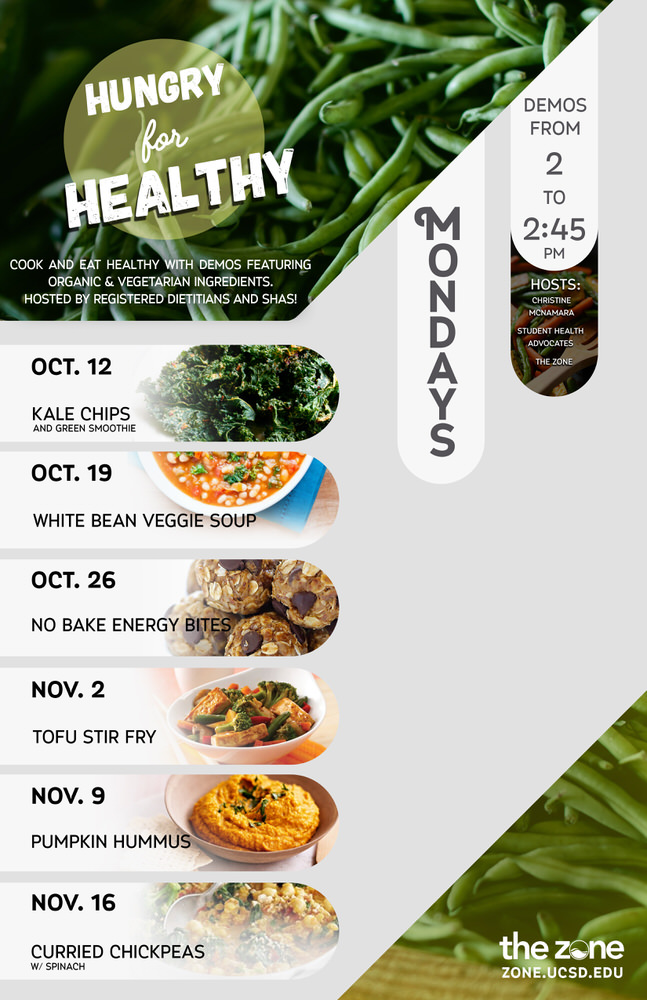 HUNGRY
for
HEALTHY
COOK AND EAT HEALTHY WITH DEMOS FEATURING
ORGANIC & VEGETARIAN INGREDIENTS.
HOSTED BY REGISTERED DIETITIANS AND SHAS!
MONDAYS
DEMOS
FROM
2
TO
2:45
PM
HOSTS:
CHRISTINE
MCNAMARA
STUDENT HEALTH
ADVOCATES
THE ZONE
OCT. 12
KALE CHIPS
AND GREEN SMOOTHIE
OCT. 19
WHITE BEAN VEGGIE SOUP
OCT. 26
NO BAKE ENERGY BITES
NOV. 2
TOFU STIR FRY
NOV. 9
PUMPKIN HUMMUS
NOV. 16
CURRIED CHICKPEAS
W/ SPINACH
the zone
ZONE.UCSD.EDU